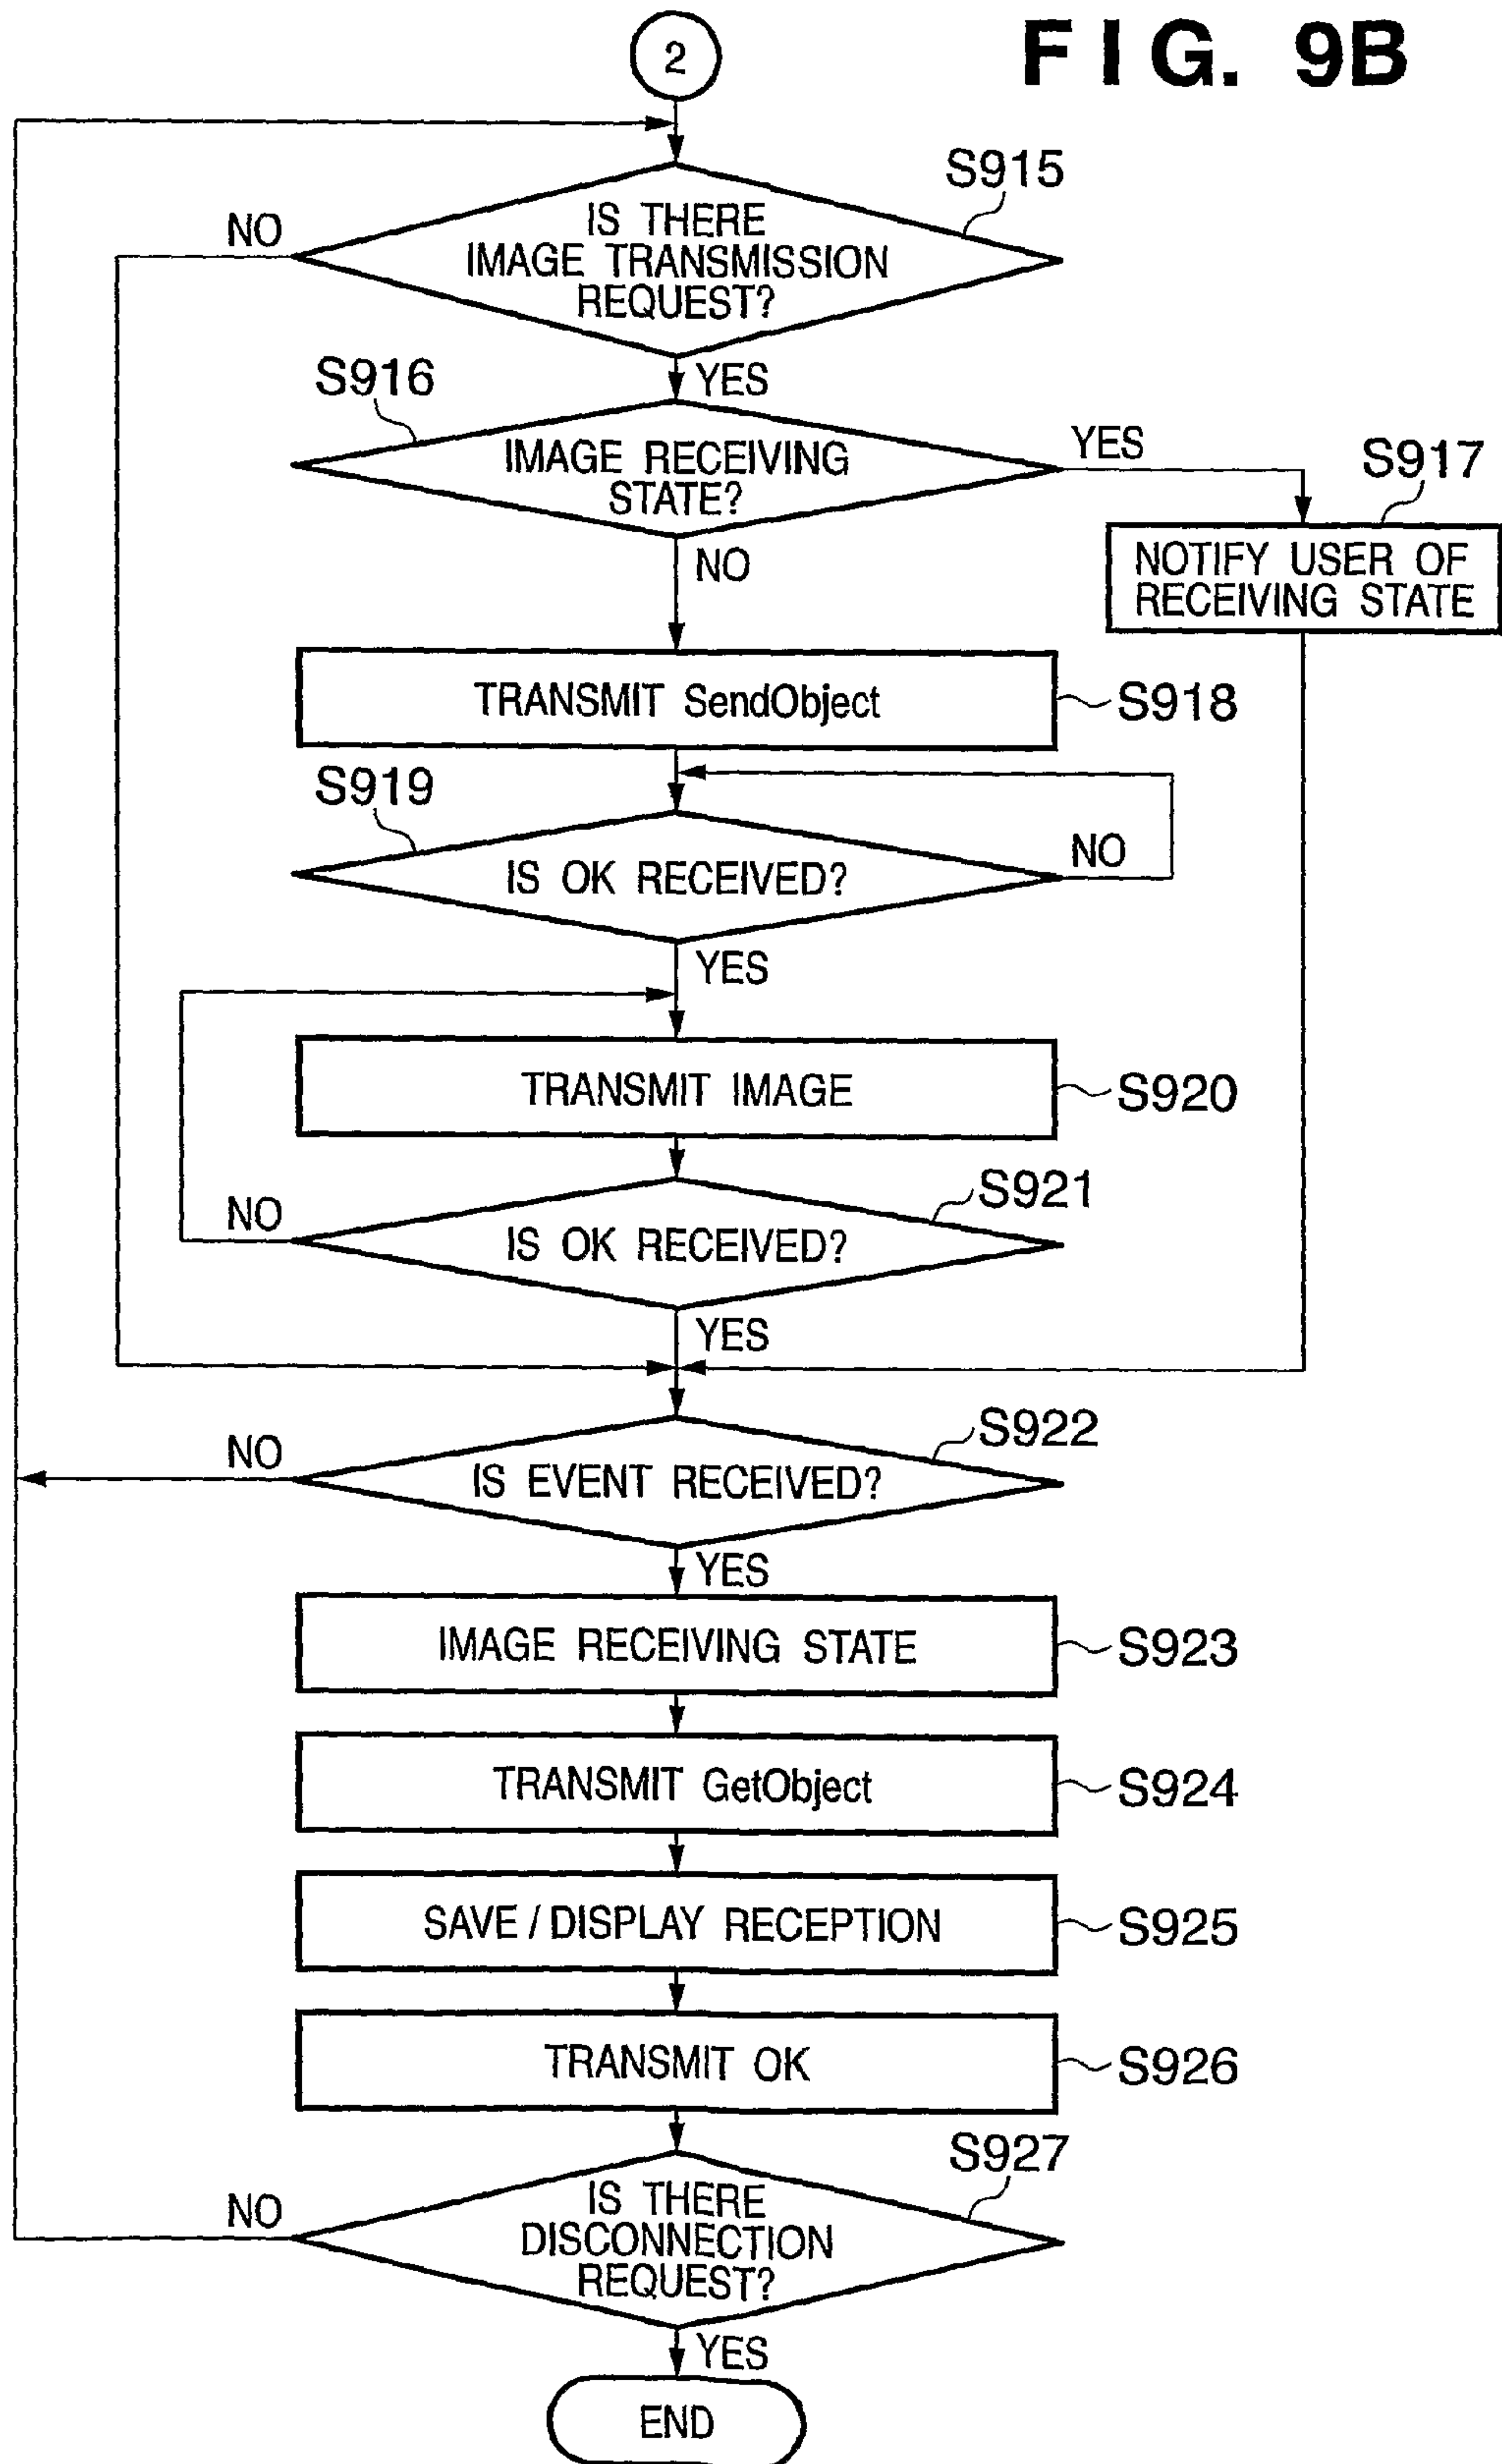 FIG. 9B
2
S915
IS THERE
IMAGE TRANSMISSION
REQUEST?
NO
YES
S916
IMAGE RECEIVING
STATE?
YES
NO
S917
NOTIFY USER OF
RECEIVING STATE
TRANSMIT SendObject
S918
S919
IS OK RECEIVED?
NO
YES
TRANSMIT IMAGE
S920
S921
IS OK RECEIVED?
NO
YES
S922
IS EVENT RECEIVED?
NO
YES
IMAGE RECEIVING STATE
S923
TRANSMIT GetObject
S924
SAVE / DISPLAY RECEPTION
S925
TRANSMIT OK
S926
S927
IS THERE
DISCONNECTION
REQUEST?
NO
YES
END